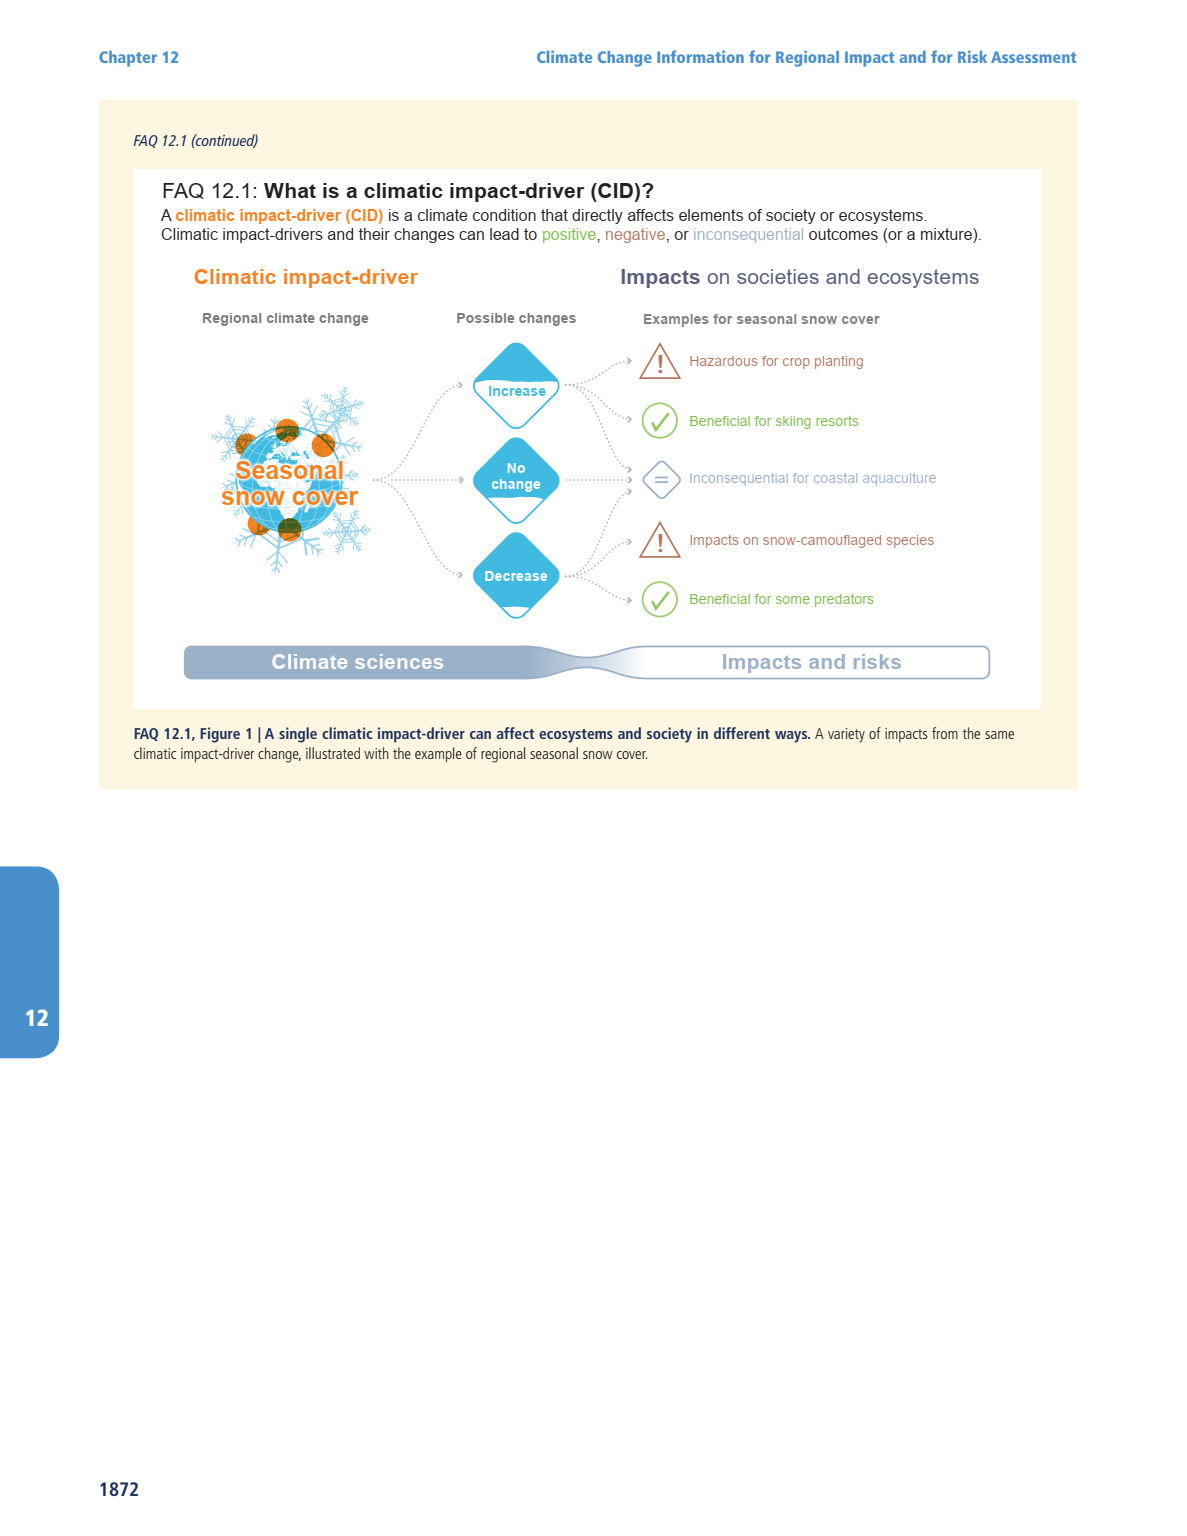 Chapter 12
Climate Change Information for Regional Impact and for Risk Assessment
FAQ 12.1 (continued)
FAQ 12.1: What is a climatic impact-driver (CID)?
A climatic impact-driver (CID) is a climate condition that directly affects elements of society or ecosystems.
Climatic impact-drivers and their changes can lead to positive, negative, or inconsequential outcomes (or a mixture).
Climatic impact-driver
Impacts on societies and ecosystems
Regional climate change
Possible changes
Examples for seasonal snow cover
Seasonal
snow cover
Increase
No
change
Decrease
Hazardous for crop planting
Beneficial for skiing resorts
Inconsequential for coastal aquaculture
Impacts on snow-camouflaged species
Beneficial for some predators
Climate sciences
Impacts and risks
FAQ 12.1, Figure 1 | A single climatic impact-driver can affect ecosystems and society in different ways. A variety of impacts from the same
climatic impact-driver change, illustrated with the example of regional seasonal snow cover.
12
1872